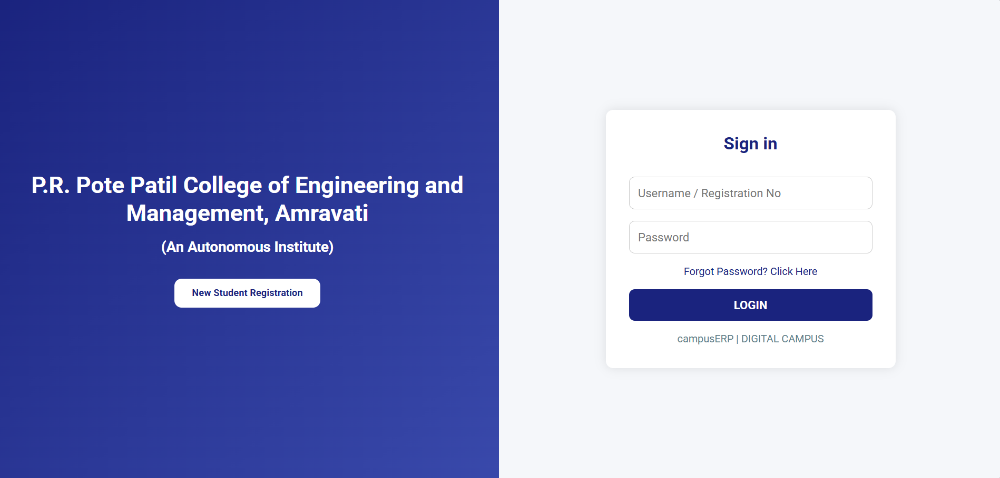 P.R. Pote Patil College of Engineering and
Management, Amravati
(An Autonomous Institute)
New Student Registration
Sign in
Username / Registration No
Password
Forgot Password? Click Here
LOGIN
campusERP | DIGITAL CAMPUS